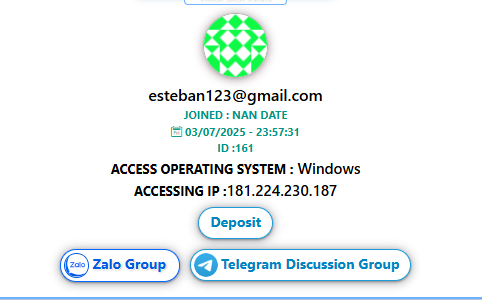 esteban123@gmail.com
JOINED : NAN DATE
03/07/2025 - 23:57:31
ID :161
ACCESS OPERATING SYSTEM : Windows
ACCESSING IP :181.224.230.187
Deposit
Zalo Zalo Group
Telegram Discussion Group